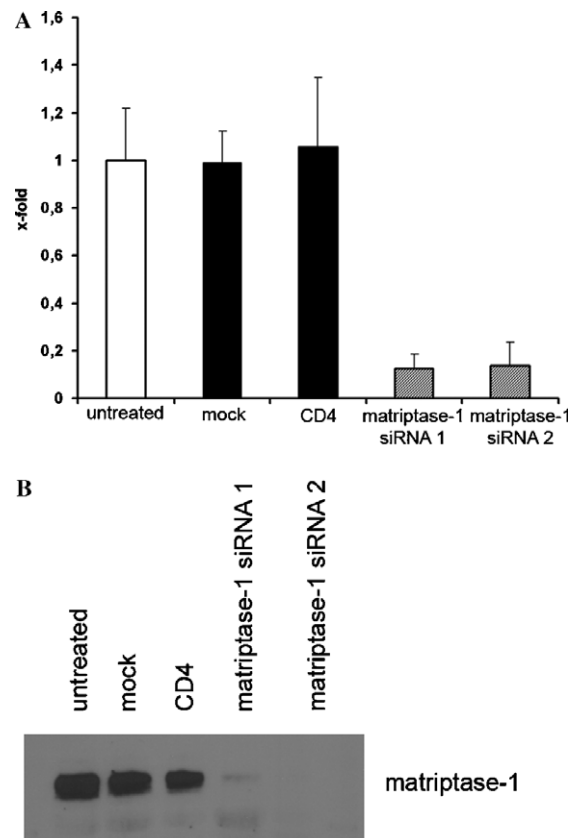 A
1,6
1,4
1,2
1
0,8
0,6
0,4
0,2
0
x-fold
untreated
mock
CD4
matriptase-1 siRNA 1
matriptase-1 siRNA 2
B
untreated
mock
CD4
matriptase-1 siRNA 1
matriptase-1 siRNA 2
matriptase-1